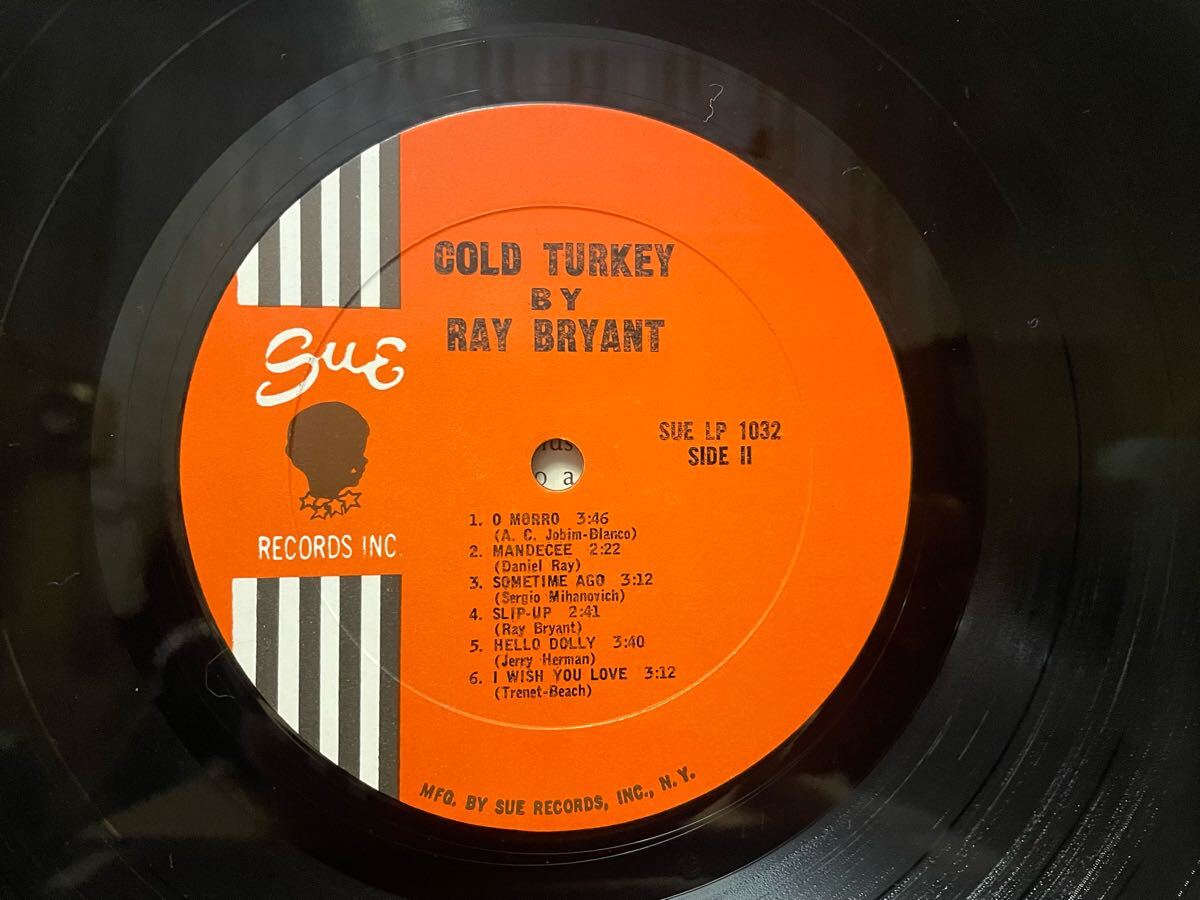 COLD TURKEY
BY
RAY BRYANT
Sue
RECORDS INC.
SUE LP 1032
SIDE II
1. O MORRO 3:46
(A. C. Jobim-Blanco)
2. MANDECEE 2:22
(Daniel Ray)
3. SOMETIME AGO 3:12
(Sergio Mihanovich)
4. SLIP-UP 2:41
(Ray Bryant)
5. HELLO DOLLY 3:40
(Jerry Herman)
6. I WISH YOU LOVE 3:12
(Trenet-Beach)
MFG. BY SUE RECORDS, INC., N. Y.
o a